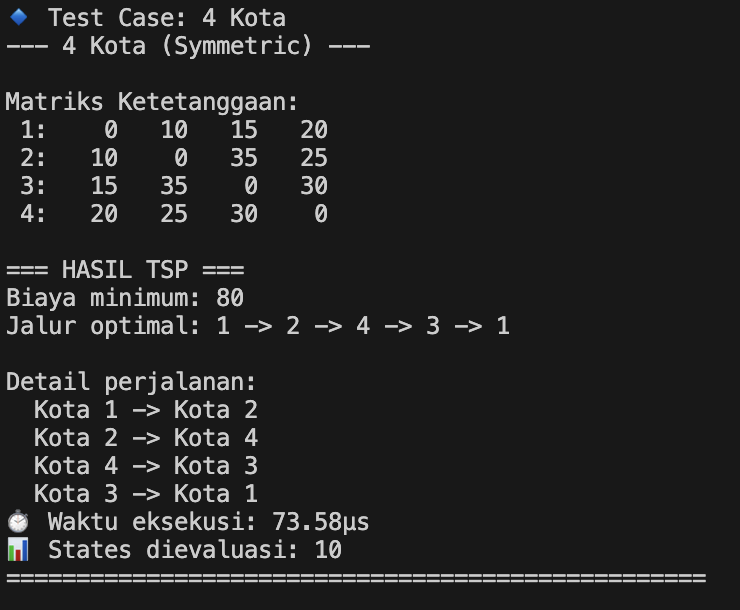 🔹 Test Case: 4 Kota
--- 4 Kota (Symmetric) ---
Matriks Ketetanggaan:
 1:    0   10   15   20
 2:   10    0   35   25
 3:   15   35    0   30
 4:   20   25   30    0
=== HASIL TSP ===
Biaya minimum: 80
Jalur optimal: 1 -> 2 -> 4 -> 3 -> 1
Detail perjalanan:
  Kota 1 -> Kota 2
  Kota 2 -> Kota 4
  Kota 4 -> Kota 3
  Kota 3 -> Kota 1
⏱️ Waktu eksekusi: 73.58µs
📊 States dievaluasi: 10
==================================================